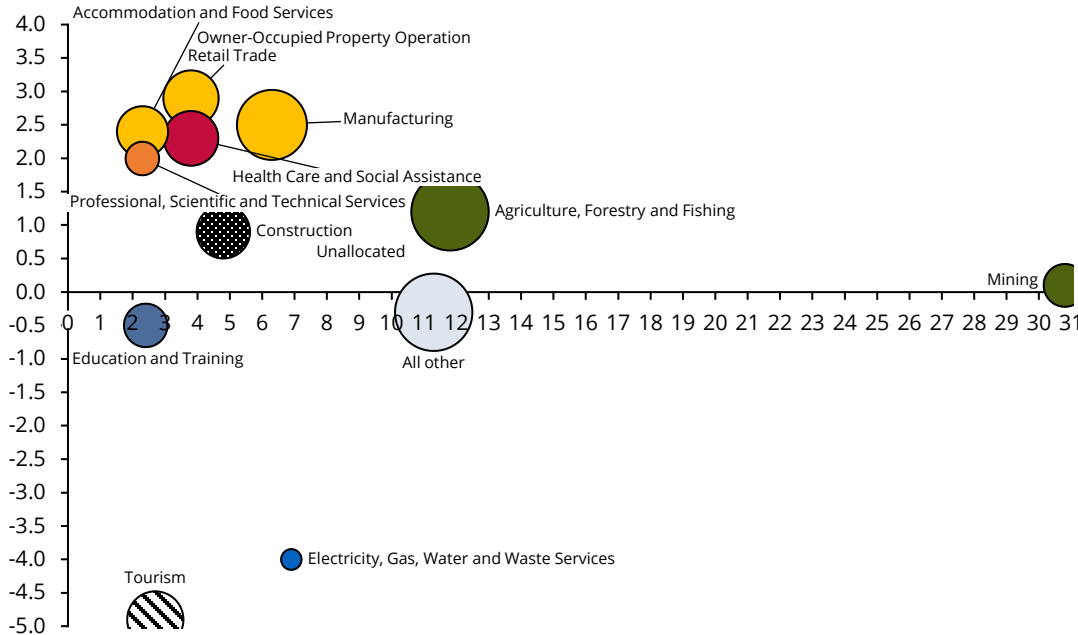 Accommodation and Food Services
4.0
Owner-Occupied Property Operation
3.5
Retail Trade
3.0
Manufacturing
2.5
2.0
Health Care and Social Assistance
1.5
Professional, Scientific and Technical Services
Agriculture, Forestry and Fishing
1.0
Construction
Unallocated
0.5
Mining
0.0
-0.5
0 1 2 3 4 5 6 7 8 9 10 11 12 13 14 15 16 17 18 19 20 21 22 23 24 25 26 27 28 29 30 31
Education and Training
All other
-1.0
-1.5
-2.0
-2.5
-3.0
-3.5
-4.0
Electricity, Gas, Water and Waste Services
Tourism
-4.5
-5.0